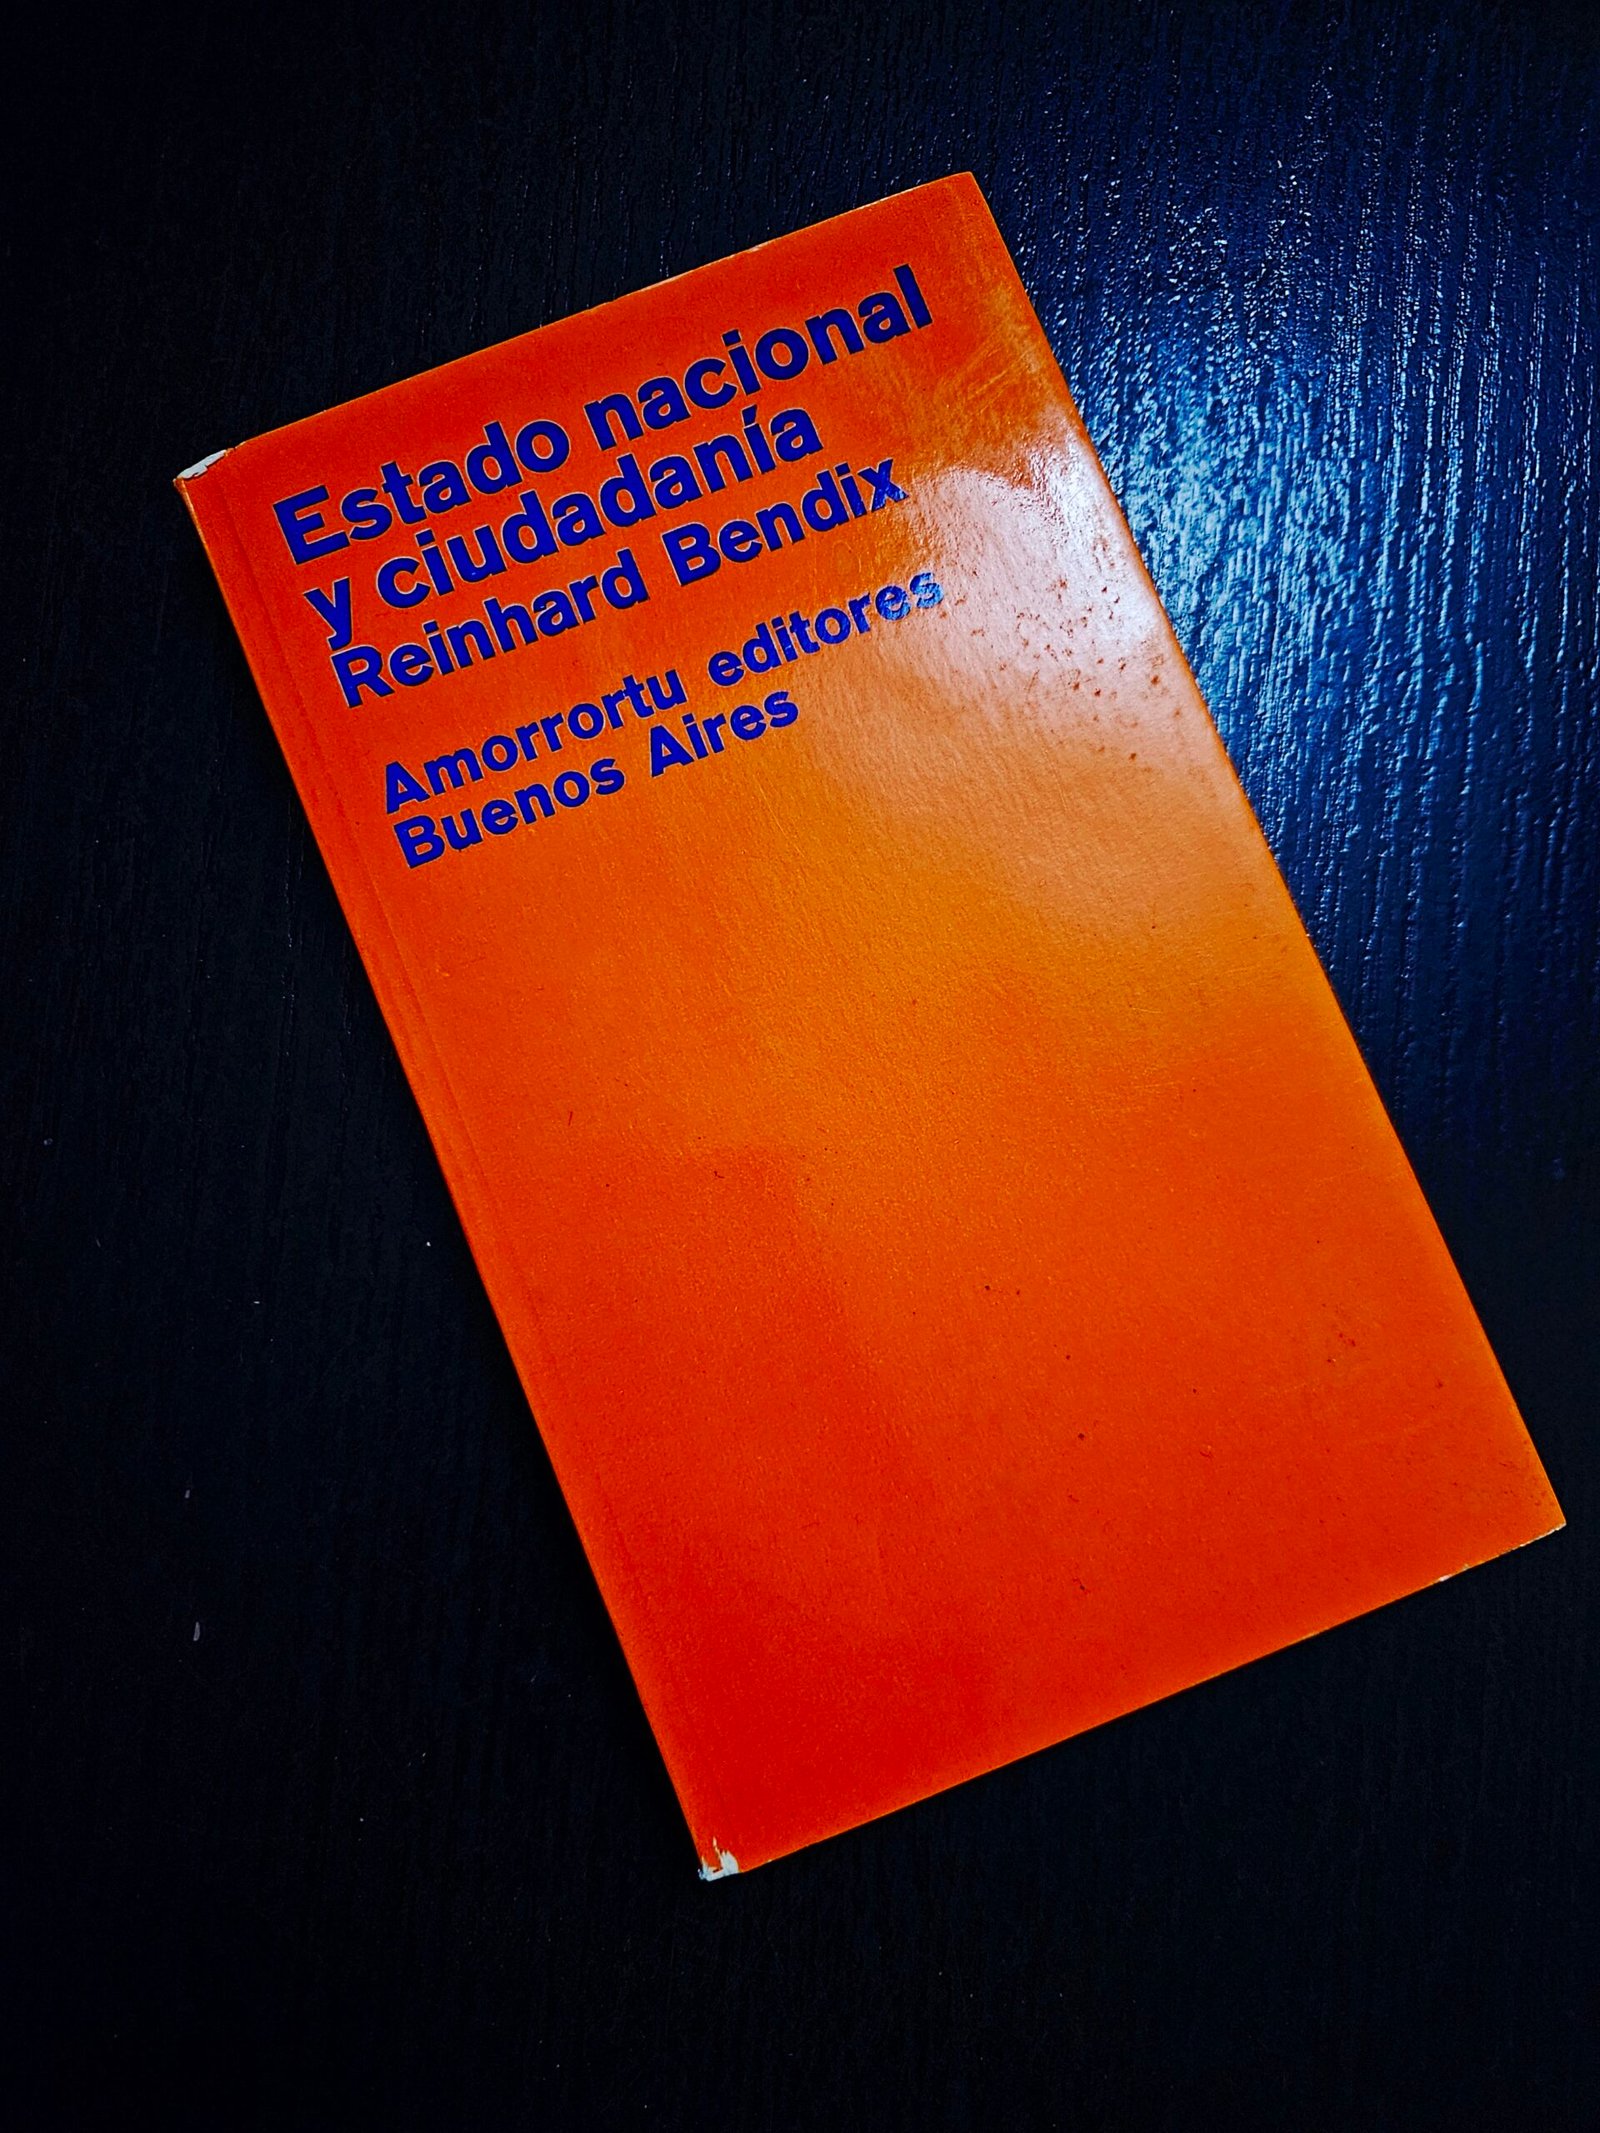 Estado nacional
y ciudadanía
Reinhard Bendix
Amorrortu editores
Buenos Aires